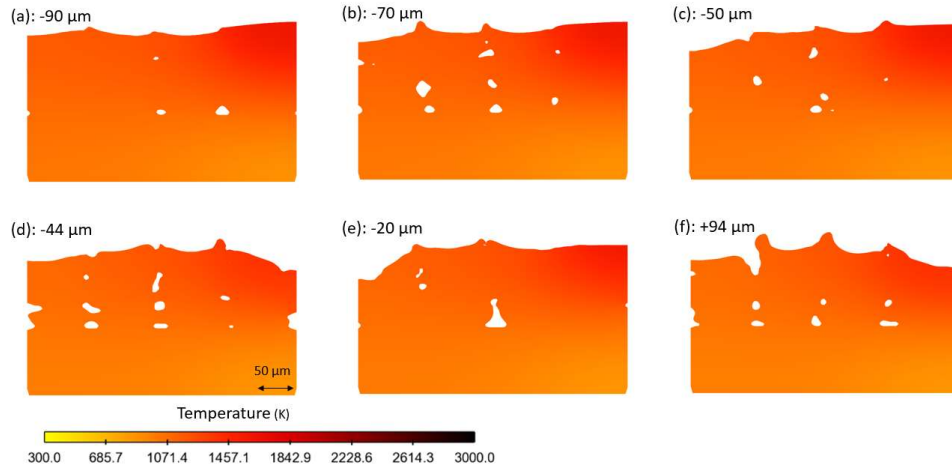 (a): -90 µm
(b): -70 µm
(c): -50 µm
(d): -44 µm
(e): -20 µm
(f): +94 µm
50 µm
Temperature (K)
300.0 685.7 1071.4 1457.1 1842.9 2228.6 2614.3 3000.0